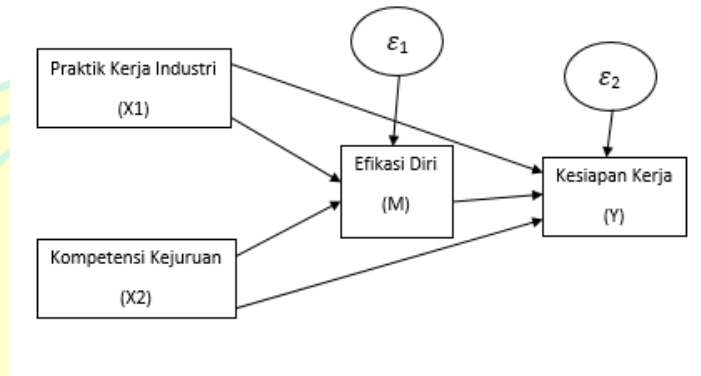 Praktik Kerja Industri
(X1)
ε1
ε2
Efikasi Diri
(M)
Kesiapan Kerja
(Y)
Kompetensi Kejuruan
(X2)